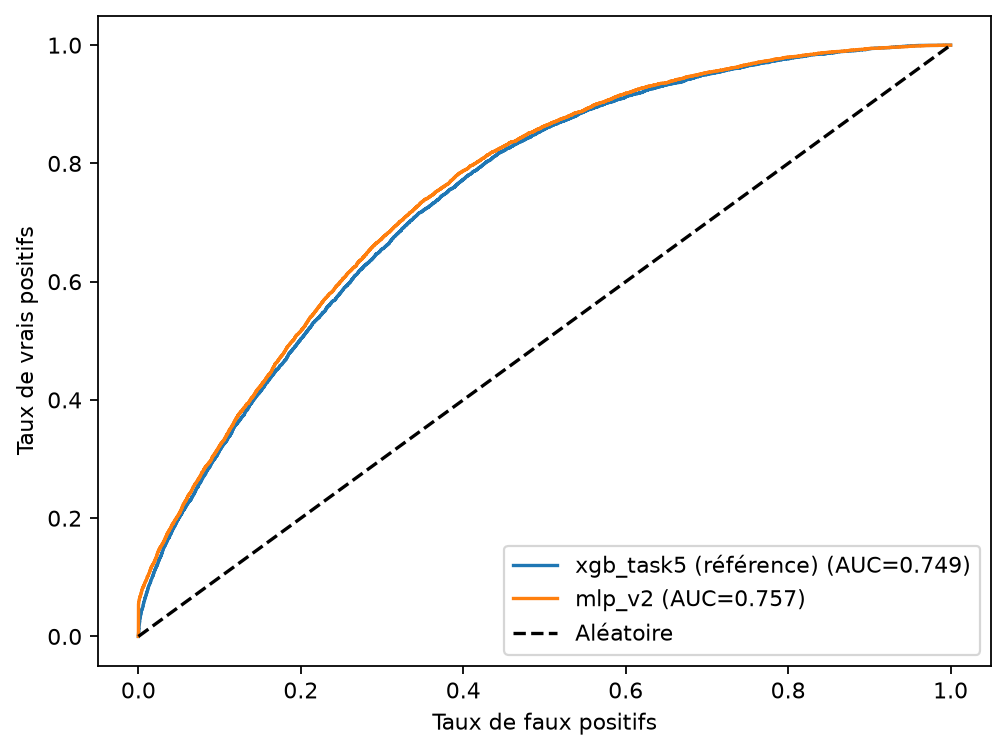 1.0
0.8
0.6
0.4
0.2
0.0
Taux de vrais positifs
xgb_task5 (référence) (AUC=0.749)
mlp_v2 (AUC=0.757)
Aléatoire
0.0 0.2 0.4 0.6 0.8 1.0
Taux de faux positifs